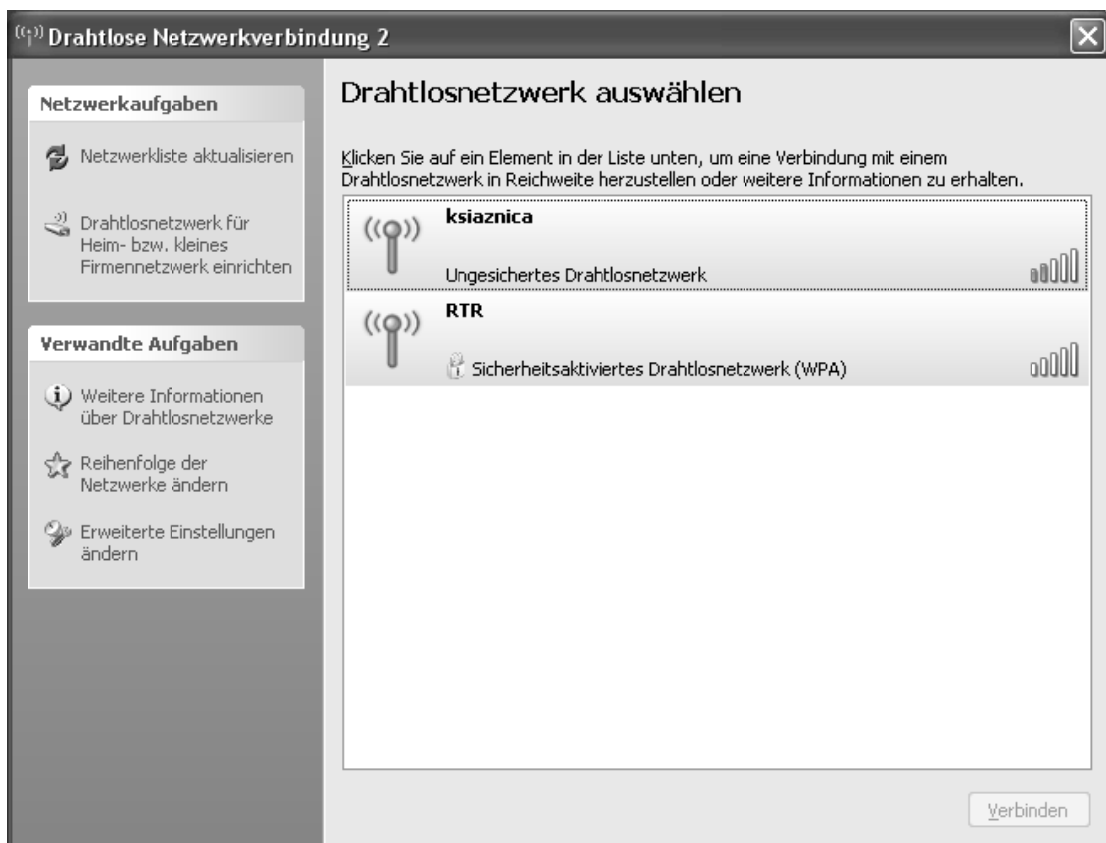 Drahtlose Netzwerkverbindung 2
Netzwerkaufgaben
Netzwerkliste aktualisieren
Drahtlosnetzwerk für
Heim- bzw. kleines
Firmennetzwerk einrichten
Verwandte Aufgaben
Weitere Informationen
über Drahtlosnetzwerke
Reihenfolge der
Netzwerke ändern
Erweiterte Einstellungen
ändern
Drahtlosnetzwerk auswählen
Klicken Sie auf ein Element in der Liste unten, um eine Verbindung mit einem
Drahtlosnetzwerk in Reichweite herzustellen oder weitere Informationen zu erhalten.
ksiaznica
Ungesichertes Drahtlosnetzwerk
RTR
Sicherheitsaktiviertes Drahtlosnetzwerk (WPA)
Verbinden